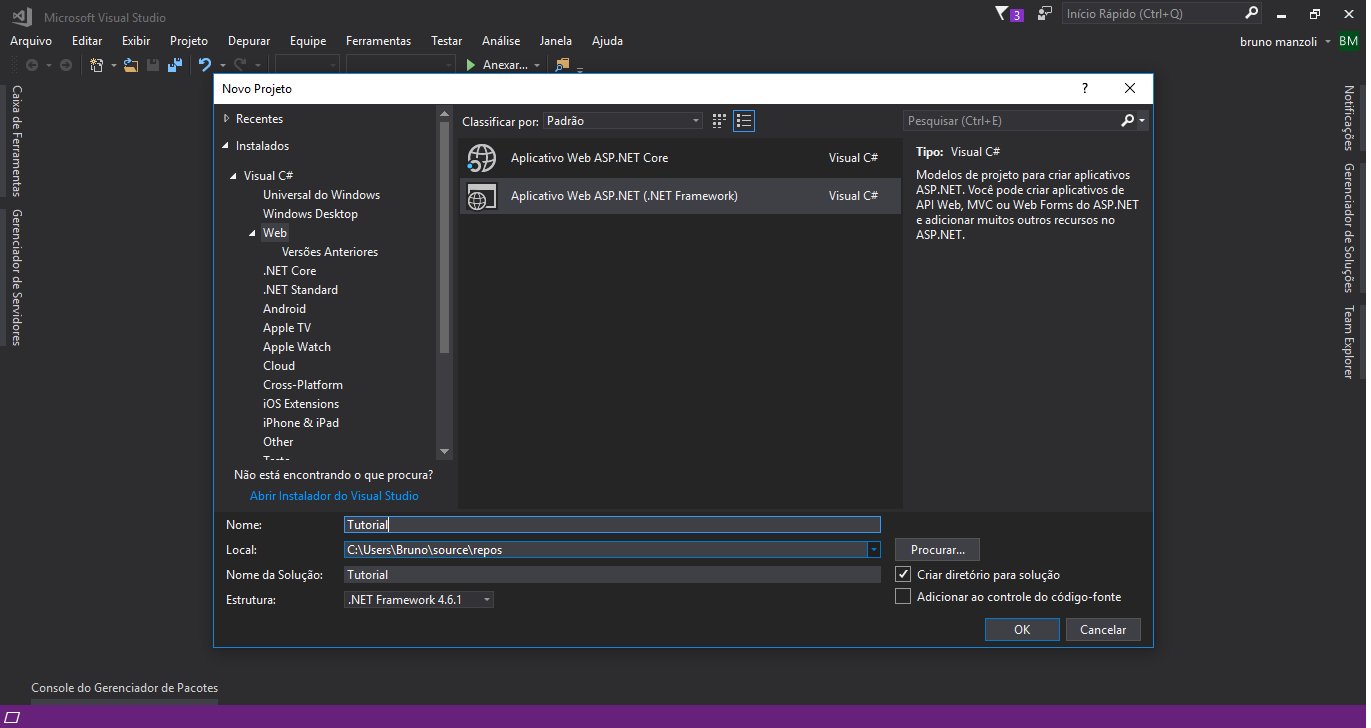 Microsoft Visual Studio
3
Início Rápido (Ctrl+Q)
Arquivo Editar Exibir Projeto Depurar Equipe Ferramentas Testar Análise Janela Ajuda
bruno manzoli BM
Anexar...
Caixa de Ferramentas
Gerenciador de Servidores
Novo Projeto
?
Recentes
Instalados
Visual C#
Universal do Windows
Windows Desktop
Web
Versões Anteriores
.NET Core
.NET Standard
Android
Apple TV
Apple Watch
Cloud
Cross-Platform
iOS Extensions
iPhone & iPad
Other
Não está encontrando o que procura?
Abrir Instalador do Visual Studio
Classificar por: Padrão
Aplicativo Web ASP.NET Core Visual C#
Aplicativo Web ASP.NET (.NET Framework) Visual C#
Pesquisar (Ctrl+E)
Tipo: Visual C#
Modelos de projeto para criar aplicativos
ASP.NET. Você pode criar aplicativos de
API Web, MVC ou Web Forms do ASP.NET
e adicionar muitos outros recursos no
ASP.NET.
Nome: Tutorial
Local: C:\Users\Bruno\source\repos
Procurar...
Nome da Solução: Tutorial
Criar diretório para solução
Estrutura: .NET Framework 4.6.1
Adicionar ao controle do código-fonte
OK Cancelar
Notificações
Gerenciador de Soluções
Team Explorer
Console do Gerenciador de Pacotes